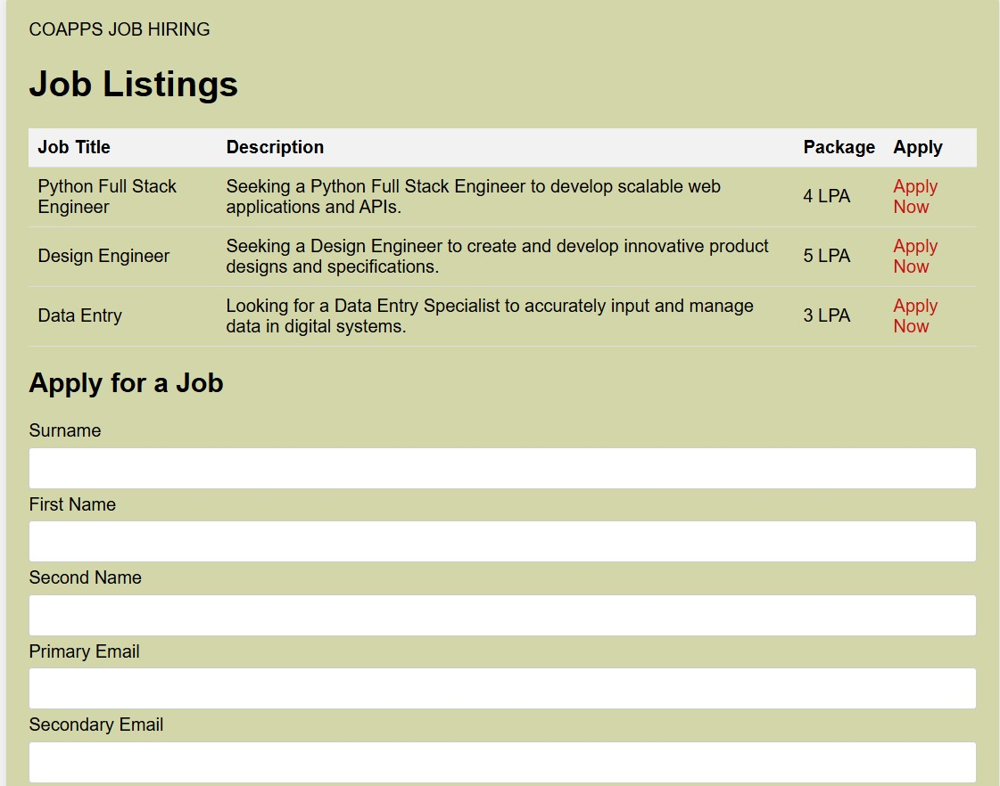 COAPPS JOB HIRING
Job Listings
Job Title Description Package Apply
Python Full Stack Engineer Seeking a Python Full Stack Engineer to develop scalable web applications and APIs. 4 LPA Apply Now
Design Engineer Seeking a Design Engineer to create and develop innovative product designs and specifications. 5 LPA Apply Now
Data Entry Looking for a Data Entry Specialist to accurately input and manage data in digital systems. 3 LPA Apply Now
Apply for a Job
Surname
First Name
Second Name
Primary Email
Secondary Email